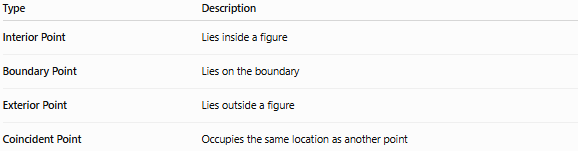 Type Description
Interior Point Lies inside a figure
Boundary Point Lies on the boundary
Exterior Point Lies outside a figure
Coincident Point Occupies the same location as another point